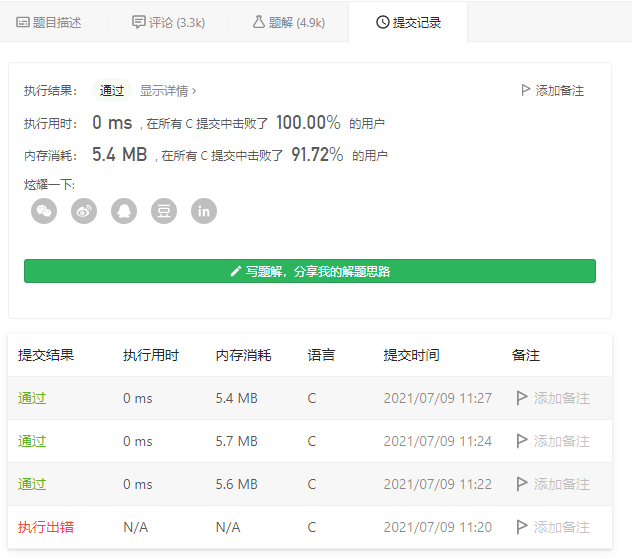 题目描述 评论 (3.3k) 题解 (4.9k) 提交记录
执行结果： 通过 显示详情 › 添加备注
执行用时： 0 ms , 在所有 C 提交中击败了 100.00% 的用户
内存消耗： 5.4 MB , 在所有 C 提交中击败了 91.72% 的用户
炫耀一下:
豆 in
写题解，分享我的解题思路
提交结果 执行用时 内存消耗 语言 提交时间 备注
通过 0 ms 5.4 MB C 2021/07/09 11:27 添加备注
通过 0 ms 5.7 MB C 2021/07/09 11:24 添加备注
通过 0 ms 5.6 MB C 2021/07/09 11:22 添加备注
执行出错 N/A N/A C 2021/07/09 11:20 添加备注